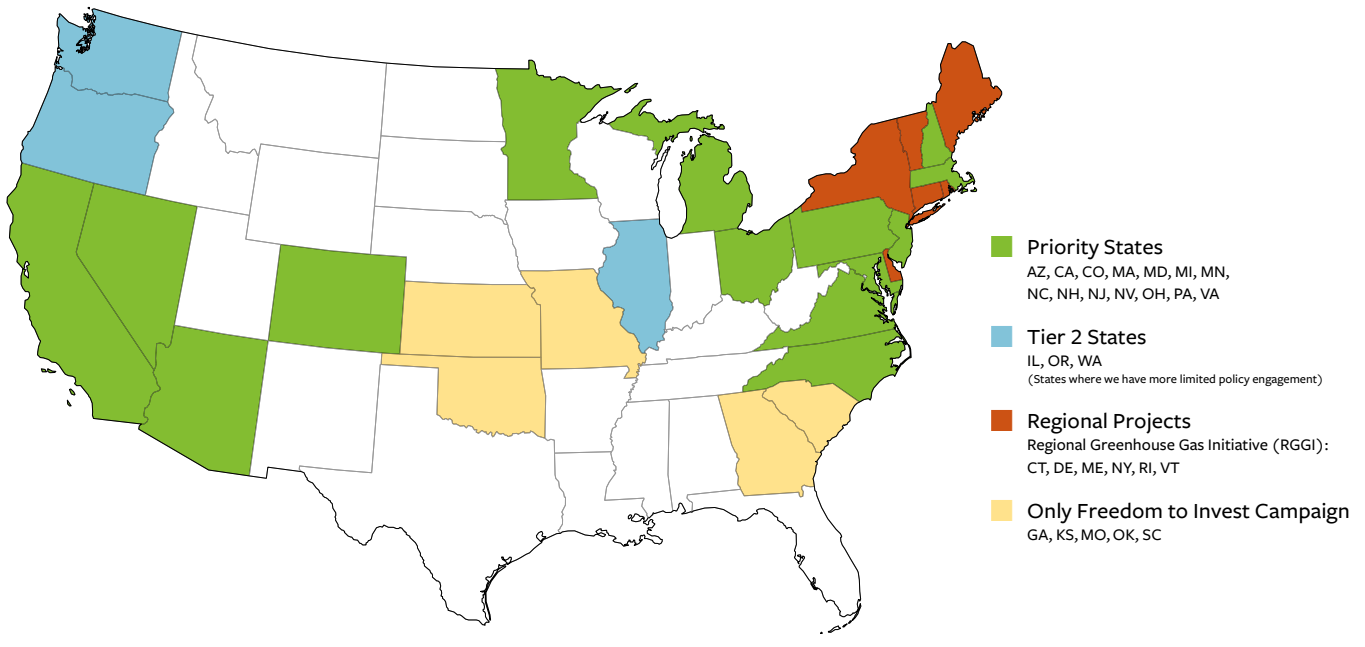 Priority States
AZ, CA, CO, MA, MD, MI, MN,
NC, NH, NJ, NV, OH, PA, VA
Tier 2 States
IL, OR, WA
(States where we have more limited policy engagement)
Regional Projects
Regional Greenhouse Gas Initiative (RGGI):
CT, DE, ME, NY, RI, VT
Only Freedom to Invest Campaign
GA, KS, MO, OK, SC